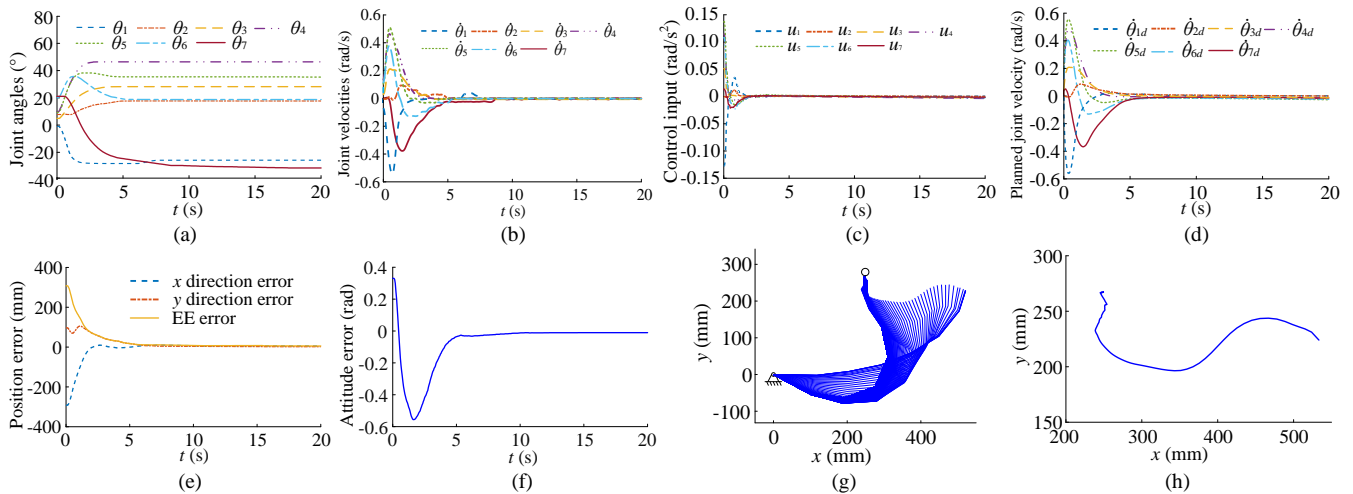 Joint angles (°)
80
60
40
20
0
-20
-40
θ1 θ2 θ3 θ4
θ5 θ6 θ7
0 5 10 15 20
t (s)
(a)
Joint velocities (rad/s)
0.6
0.4
0.2
0
-0.2
-0.4
-0.6
θ̇1 θ̇2 θ̇3 θ̇4
θ̇5 θ̇6 θ̇7
0 5 10 15 20
t (s)
(b)
Control input (rad/s²)
0.15
0.10
0.05
0
-0.05
-0.10
0.15
u1 u2 u3 u4
u5 u6 u7
0 5 10 15 20
t (s)
(c)
Planned joint velocity (rad/s)
0.6
0.4
0.2
0
-0.2
-0.4
-0.6
θ̇1d θ̇2d θ̇3d θ̇4d
θ̇5d θ̇6d θ̇7d
0 5 10 15 20
t (s)
(d)
Position error (mm)
400
200
0
-200
-400
x direction error
y direction error
EE error
0 5 10 15 20
t (s)
(e)
Attitude error (rad)
0.4
0.2
0
-0.2
-0.4
-0.6
0 5 10 15 20
t (s)
(f)
y (mm)
300
200
100
0
-100
0 200 400
x (mm)
(g)
y (mm)
300
250
200
150
200 300 400 500
x (mm)
(h)